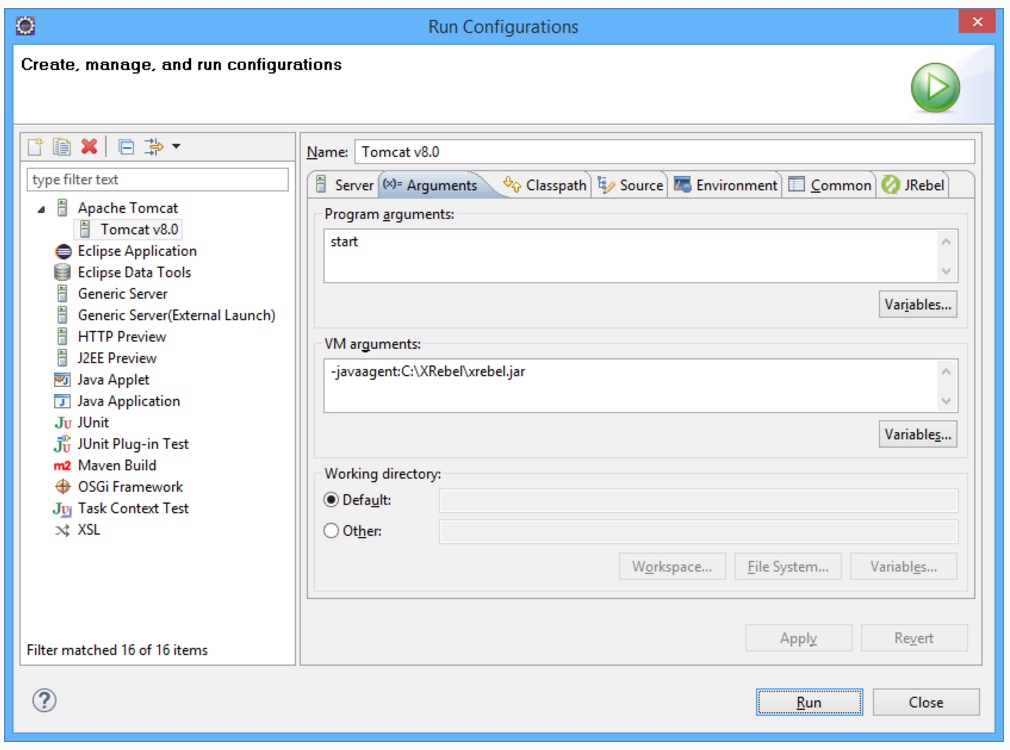 Run Configurations
Create, manage, and run configurations
type filter text
Apache Tomcat
Tomcat v8.0
Eclipse Application
Eclipse Data Tools
Generic Server
Generic Server(External Launch)
HTTP Preview
J2EE Preview
Java Applet
Java Application
Ju JUnit
JUnit Plug-in Test
m2 Maven Build
OSGi Framework
Task Context Test
XSL
Filter matched 16 of 16 items
Name: Tomcat v8.0
Server (x)= Arguments Classpath Source Environment Common JRebel
Program arguments:
start
Variables...
VM arguments:
-javaagent:C:\XRebel\xrebel.jar
Variables...
Working directory:
Default:
Other:
Workspace... File System... Variables...
Apply Revert
? Run Close